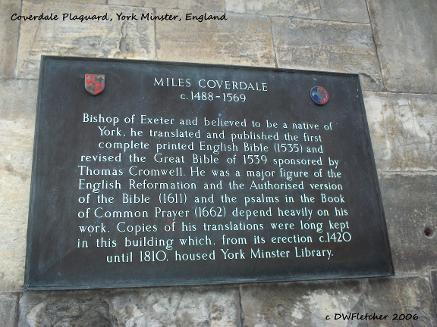 Coverdale Plaguard, York Minster, England
MILES COVERDALE
c.1488-1569
Bishop of Exeter and believed to be a native of
York, he translated and published the first
complete printed English Bible (1535) and
revised the Great Bible of 1539 sponsored by
Thomas Cromwell. He was a major figure of the
English Reformation and the Authorised version
of the Bible (1611) and the psalms in the Book
of Common Prayer (1662) depend heavily on his
work. Copies of his translations were long kept
in this building which, from its erection c.1420
until 1810, housed York Minster Library.
c DWFletcher 2006